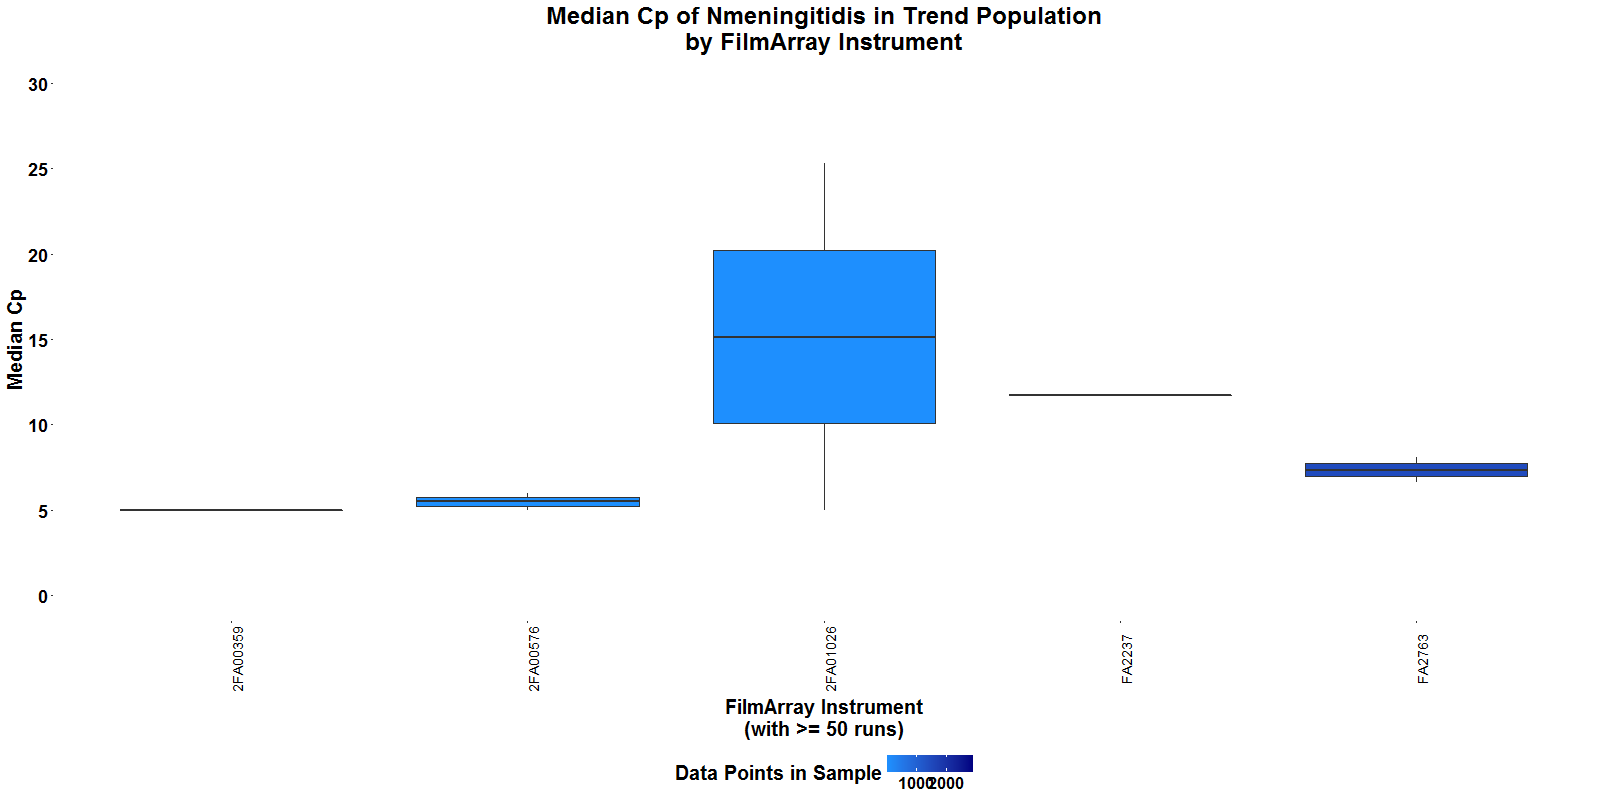 Median Cp of Nmeningitidis in Trend Population
by FilmArray Instrument
30
25
20
15
10
5
0
Median Cp
2FA00359
2FA00576
2FA01026
FA2237
FA2763
FilmArray Instrument
(with >= 50 runs)
Data Points in Sample
1000 2000